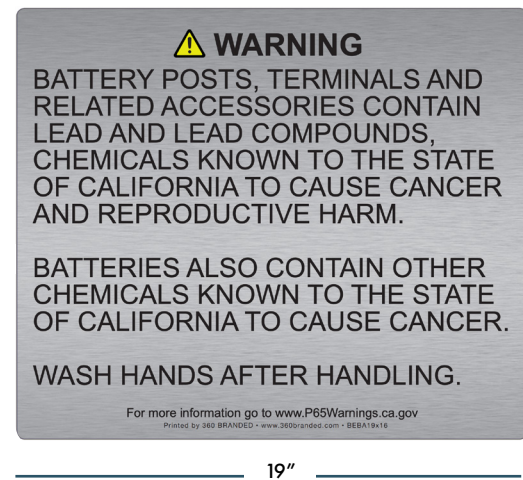 WARNING
BATTERY POSTS, TERMINALS AND
RELATED ACCESSORIES CONTAIN
LEAD AND LEAD COMPOUNDS,
CHEMICALS KNOWN TO THE STATE
OF CALIFORNIA TO CAUSE CANCER
AND REPRODUCTIVE HARM.
BATTERIES ALSO CONTAIN OTHER
CHEMICALS KNOWN TO THE STATE
OF CALIFORNIA TO CAUSE CANCER.
WASH HANDS AFTER HANDLING.
For more information go to www.P65Warnings.ca.gov
Printed by 360 BRANDED • www.360branded.com • BEBA19x16
19"